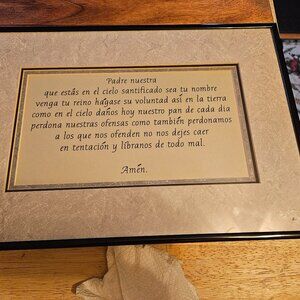 Padre nuestra
que estás en el cielo santificado sea tu nombre
venga tu reino hágase su voluntad asi en la tierra
como en el cielo daños hoy nuestro pan de cada dia
perdona nuestras ofensas como también perdonamos
a los que nos ofenden no nos dejes caer
en tentación y líbranos de todo mal.
Amén.